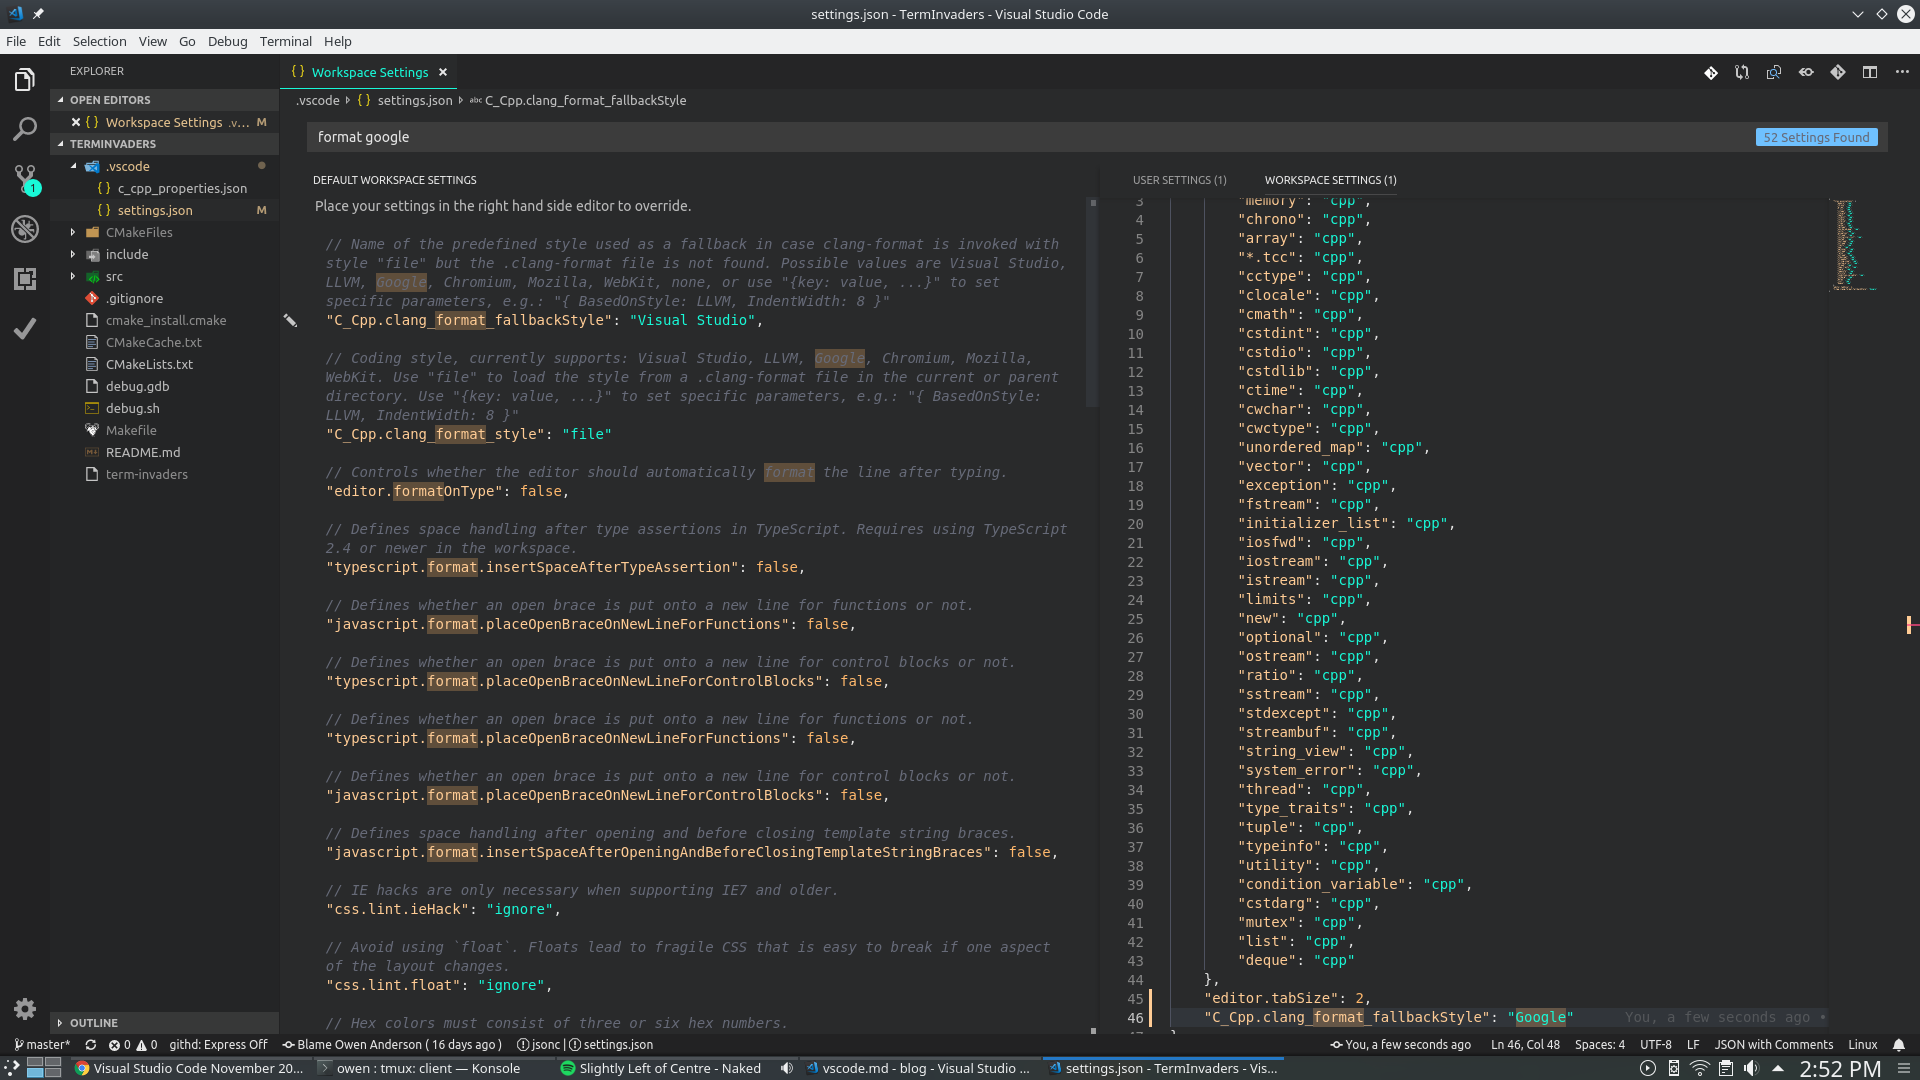 settings.json - TermInvaders - Visual Studio Code
File Edit Selection View Go Debug Terminal Help
EXPLORER
OPEN EDITORS
Workspace Settings .v... M
TERMINVADERS
.vscode
c_cpp_properties.json
settings.json M
CMakeFiles
include
src
.gitignore
cmake_install.cmake
CMakeCache.txt
CMakeLists.txt
debug.gdb
debug.sh
Makefile
README.md
term-invaders
OUTLINE
1
Workspace Settings
.vscode settings.json abc C_Cpp.clang_format_fallbackStyle
format google
52 Settings Found
DEFAULT WORKSPACE SETTINGS
Place your settings in the right hand side editor to override.
// Name of the predefined style used as a fallback in case clang-format is invoked with
style "file" but the .clang-format file is not found. Possible values are Visual Studio,
LLVM, Google, Chromium, Mozilla, WebKit, none, or use "{key: value, ...}" to set
specific parameters, e.g.: "{ BasedOnStyle: LLVM, IndentWidth: 8 }"
"C_Cpp.clang_format_fallbackStyle": "Visual Studio",
// Coding style, currently supports: Visual Studio, LLVM, Google, Chromium, Mozilla,
WebKit. Use "file" to load the style from a .clang-format file in the current or parent
directory. Use "{key: value, ...}" to set specific parameters, e.g.: "{ BasedOnStyle:
LLVM, IndentWidth: 8 }"
"C_Cpp.clang_format_style": "file"
// Controls whether the editor should automatically format the line after typing.
"editor.formatOnType": false,
// Defines space handling after type assertions in TypeScript. Requires using TypeScript
2.4 or newer in the workspace.
"typescript.format.insertSpaceAfterTypeAssertion": false,
// Defines whether an open brace is put onto a new line for functions or not.
"javascript.format.placeOpenBraceOnNewLineForFunctions": false,
// Defines whether an open brace is put onto a new line for control blocks or not.
"typescript.format.placeOpenBraceOnNewLineForControlBlocks": false,
// Defines whether an open brace is put onto a new line for functions or not.
"typescript.format.placeOpenBraceOnNewLineForFunctions": false,
// Defines whether an open brace is put onto a new line for control blocks or not.
"javascript.format.placeOpenBraceOnNewLineForControlBlocks": false,
// Defines space handling after opening and before closing template string braces.
"javascript.format.insertSpaceAfterOpeningAndBeforeClosingTemplateStringBraces": false,
// IE hacks are only necessary when supporting IE7 and older.
"css.lint.ieHack": "ignore",
// Avoid using `float`. Floats lead to fragile CSS that is easy to break if one aspect
of the layout changes.
"css.lint.float": "ignore",
// Hex colors must consist of three or six hex numbers.
USER SETTINGS (1) WORKSPACE SETTINGS (1)
3 "memory": "cpp",
4 "chrono": "cpp",
5 "array": "cpp",
6 "*.tcc": "cpp",
7 "cctype": "cpp",
8 "clocale": "cpp",
9 "cmath": "cpp",
10 "cstdint": "cpp",
11 "cstdio": "cpp",
12 "cstdlib": "cpp",
13 "ctime": "cpp",
14 "cwchar": "cpp",
15 "cwctype": "cpp",
16 "unordered_map": "cpp",
17 "vector": "cpp",
18 "exception": "cpp",
19 "fstream": "cpp",
20 "initializer_list": "cpp",
21 "iosfwd": "cpp",
22 "iostream": "cpp",
23 "istream": "cpp",
24 "limits": "cpp",
25 "new": "cpp",
26 "optional": "cpp",
27 "ostream": "cpp",
28 "ratio": "cpp",
29 "sstream": "cpp",
30 "stdexcept": "cpp",
31 "streambuf": "cpp",
32 "string_view": "cpp",
33 "system_error": "cpp",
34 "thread": "cpp",
35 "type_traits": "cpp",
36 "tuple": "cpp",
37 "typeinfo": "cpp",
38 "utility": "cpp",
39 "condition_variable": "cpp",
40 "cstdarg": "cpp",
41 "mutex": "cpp",
42 "list": "cpp",
43 "deque": "cpp"
44 },
45 "editor.tabSize": 2,
46 "C_Cpp.clang_format_fallbackStyle": "Google" You, a few seconds ago •
master* 0 0 githd: Express Off Blame Owen Anderson ( 16 days ago ) jsonc | settings.json You, a few seconds ago Ln 46, Col 48 Spaces: 4 UTF-8 LF JSON with Comments Linux
Visual Studio Code November 20... owen : tmux: client — Konsole Slightly Left of Centre - Naked vscode.md - blog - Visual Studio ... settings.json - TermInvaders - Vis... 2:52 PM